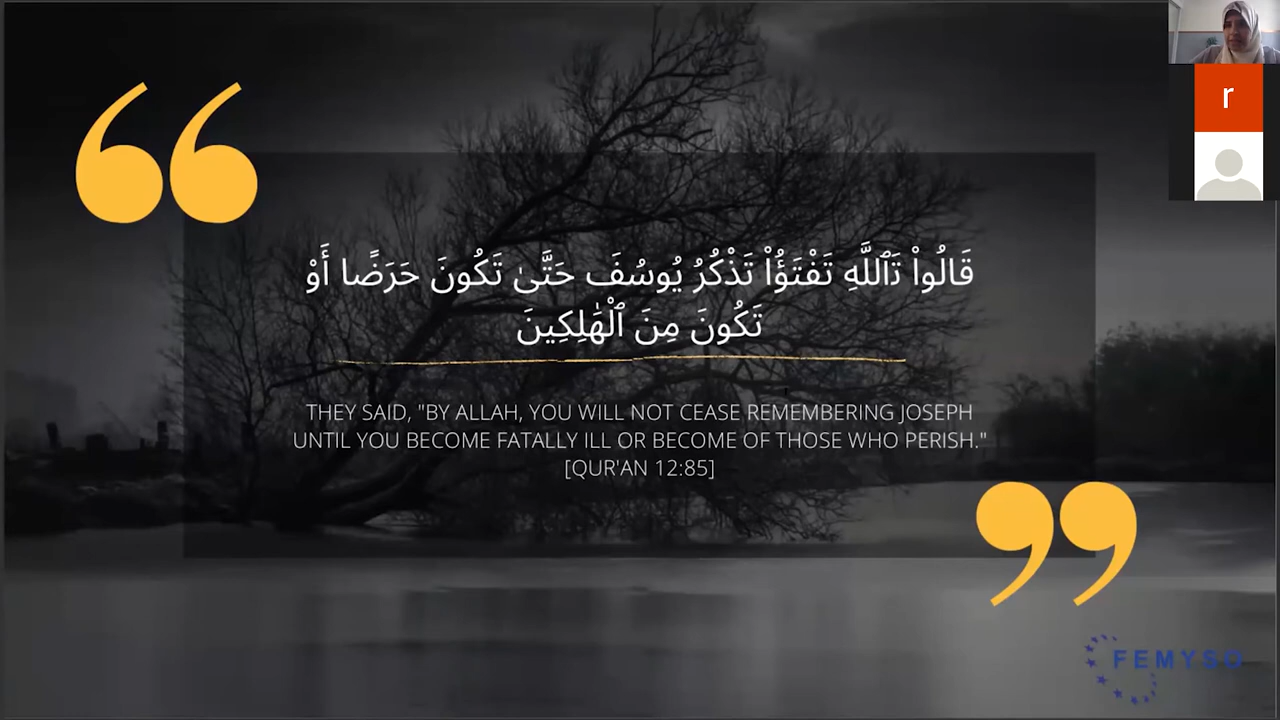 قَالُوا۟ تَٱللَّهِ تَفْتَؤُا۟ تَذْكُرُ يُوسُفَ حَتَّىٰ تَكُونَ حَرَضًا أَوْ
تَكُونَ مِنَ ٱلْهَٰلِكِينَ
THEY SAID, "BY ALLAH, YOU WILL NOT CEASE REMEMBERING JOSEPH
UNTIL YOU BECOME FATALLY ILL OR BECOME OF THOSE WHO PERISH."
[QUR'AN 12:85]
r
FEMYSO